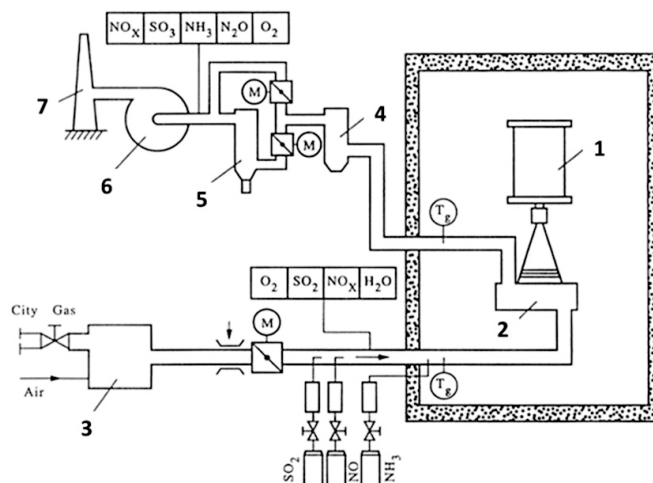 NOX SO3 NH3 N2O O2
7
M
4
1
M
6
5
Tg
O2 SO2 NOX H2O
City Gas
M
2
Air
3
Tg
SO2
NO
NH3